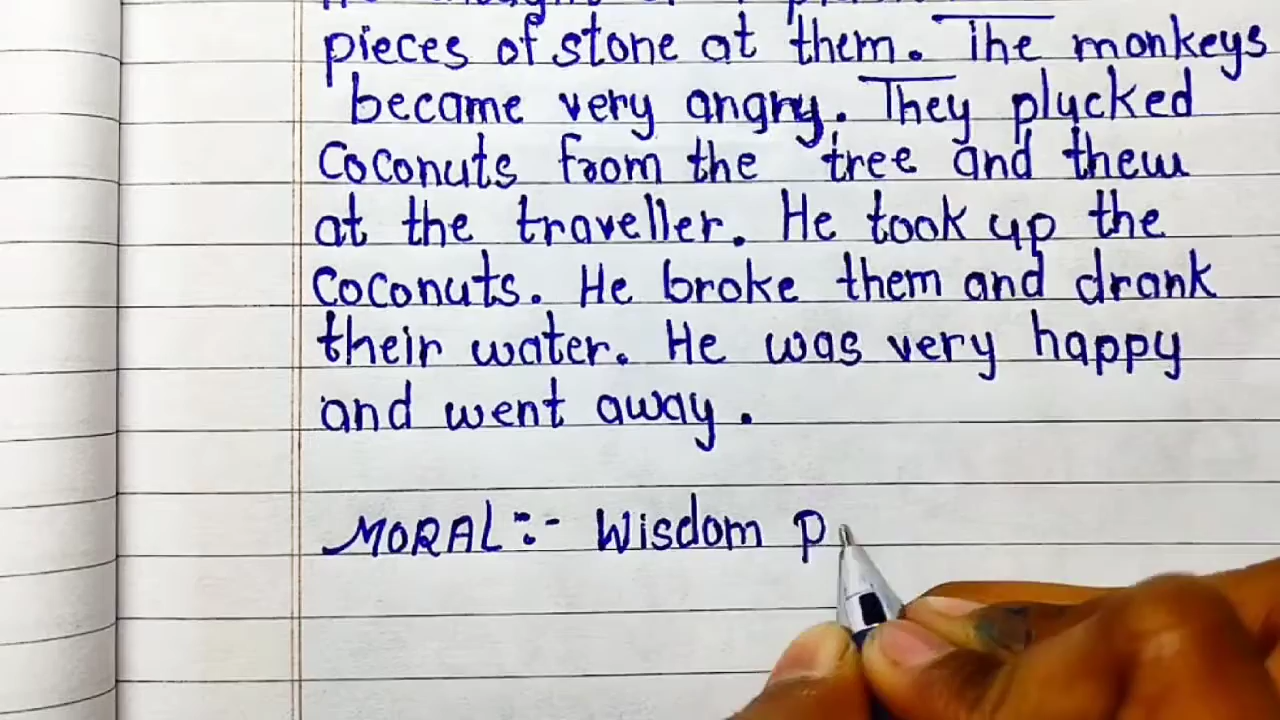 pieces of stone at them. The monkeys
became very angry. They plycked
Coconuts from the tree and thew
at the traveller. He took up the
coconuts. He broke them and drank
their water. He was very happy
and went away.
MORAL:- Wisdom P